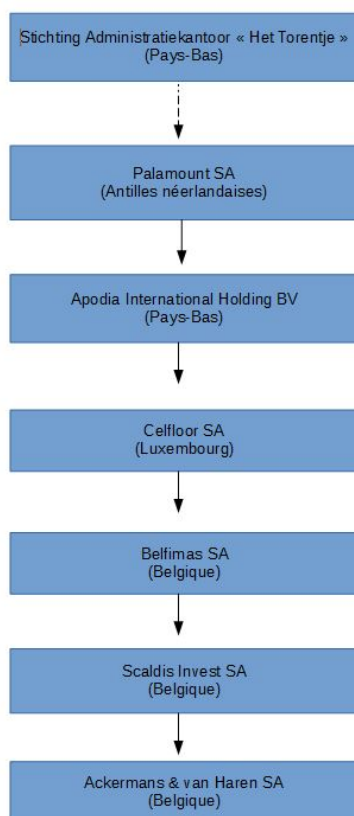 Stichting Administratiekantoor « Het Torentje »
(Pays-Bas)
Palamount SA
(Antilles néerlandaises)
Apodia International Holding BV
(Pays-Bas)
Celfloor SA
(Luxembourg)
Belfimas SA
(Belgique)
Scaldis Invest SA
(Belgique)
Ackermans & van Haren SA
(Belgique)